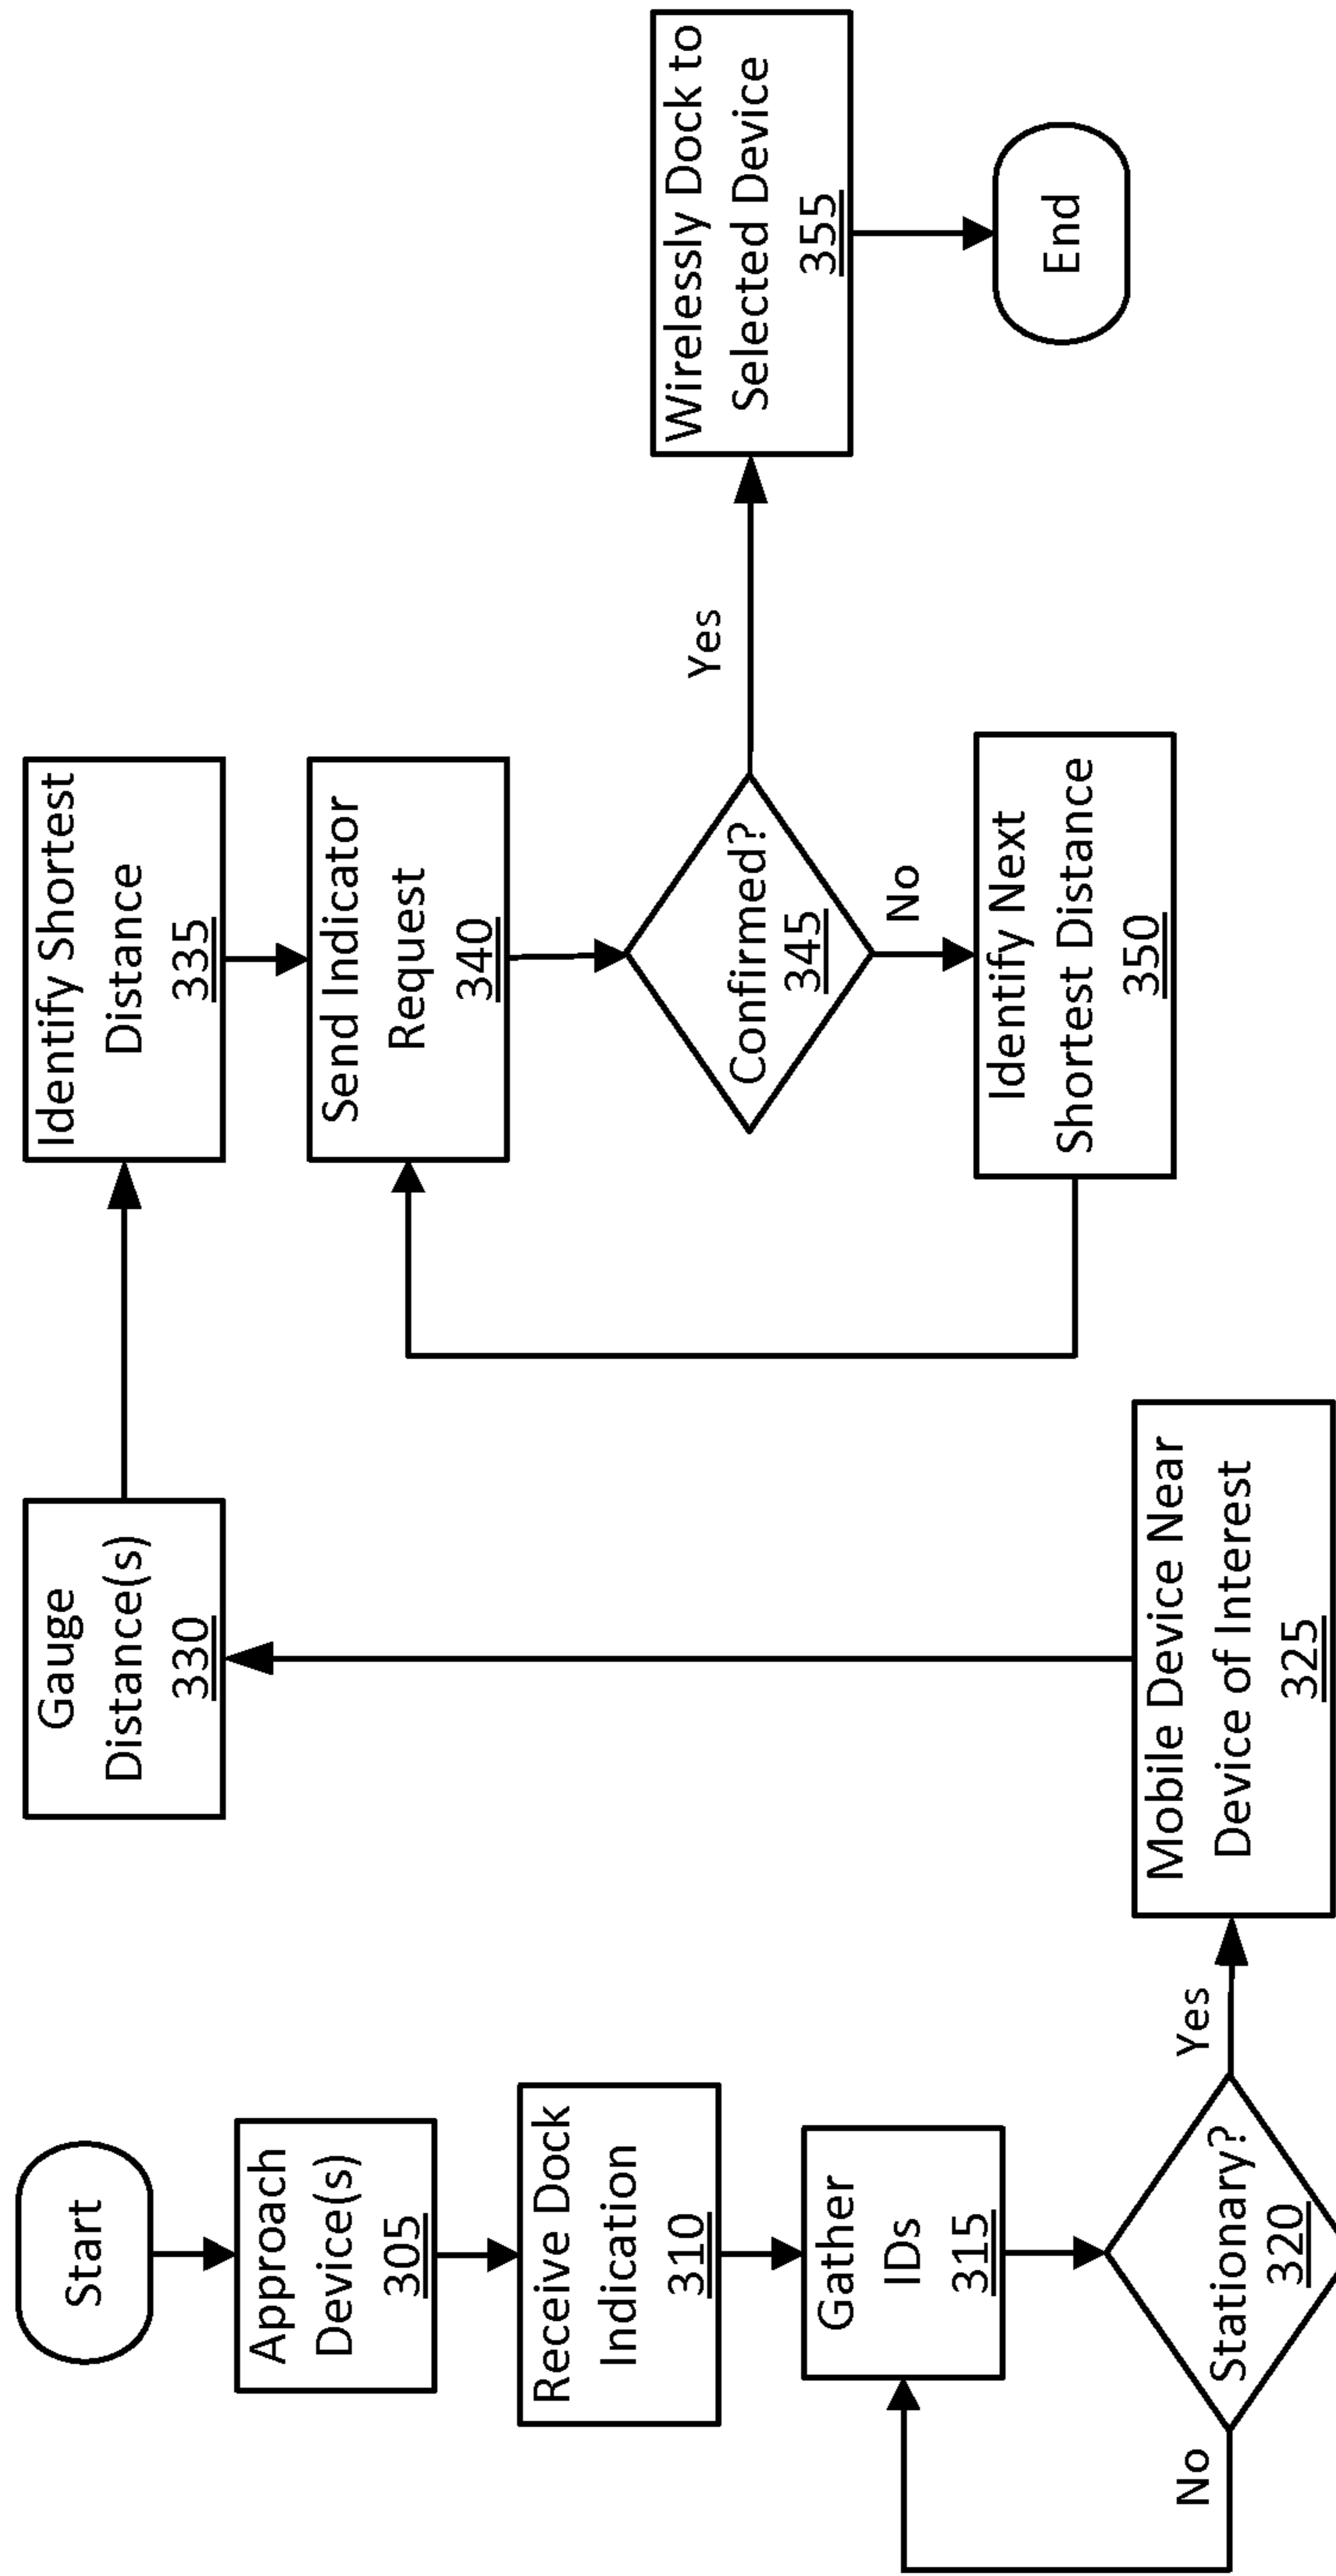 Start
Approach
Device(s)
305
Receive Dock
Indication
310
Gather
IDs
315
Stationary?
320
No
Yes
Mobile Device Near
Device of Interest
325
Gauge
Distance(s)
330
Identify Shortest
Distance
335
Send Indicator
Request
340
Confirmed?
345
No
Identify Next
Shortest Distance
350
Yes
Wirelessly Dock to
Selected Device
355
End